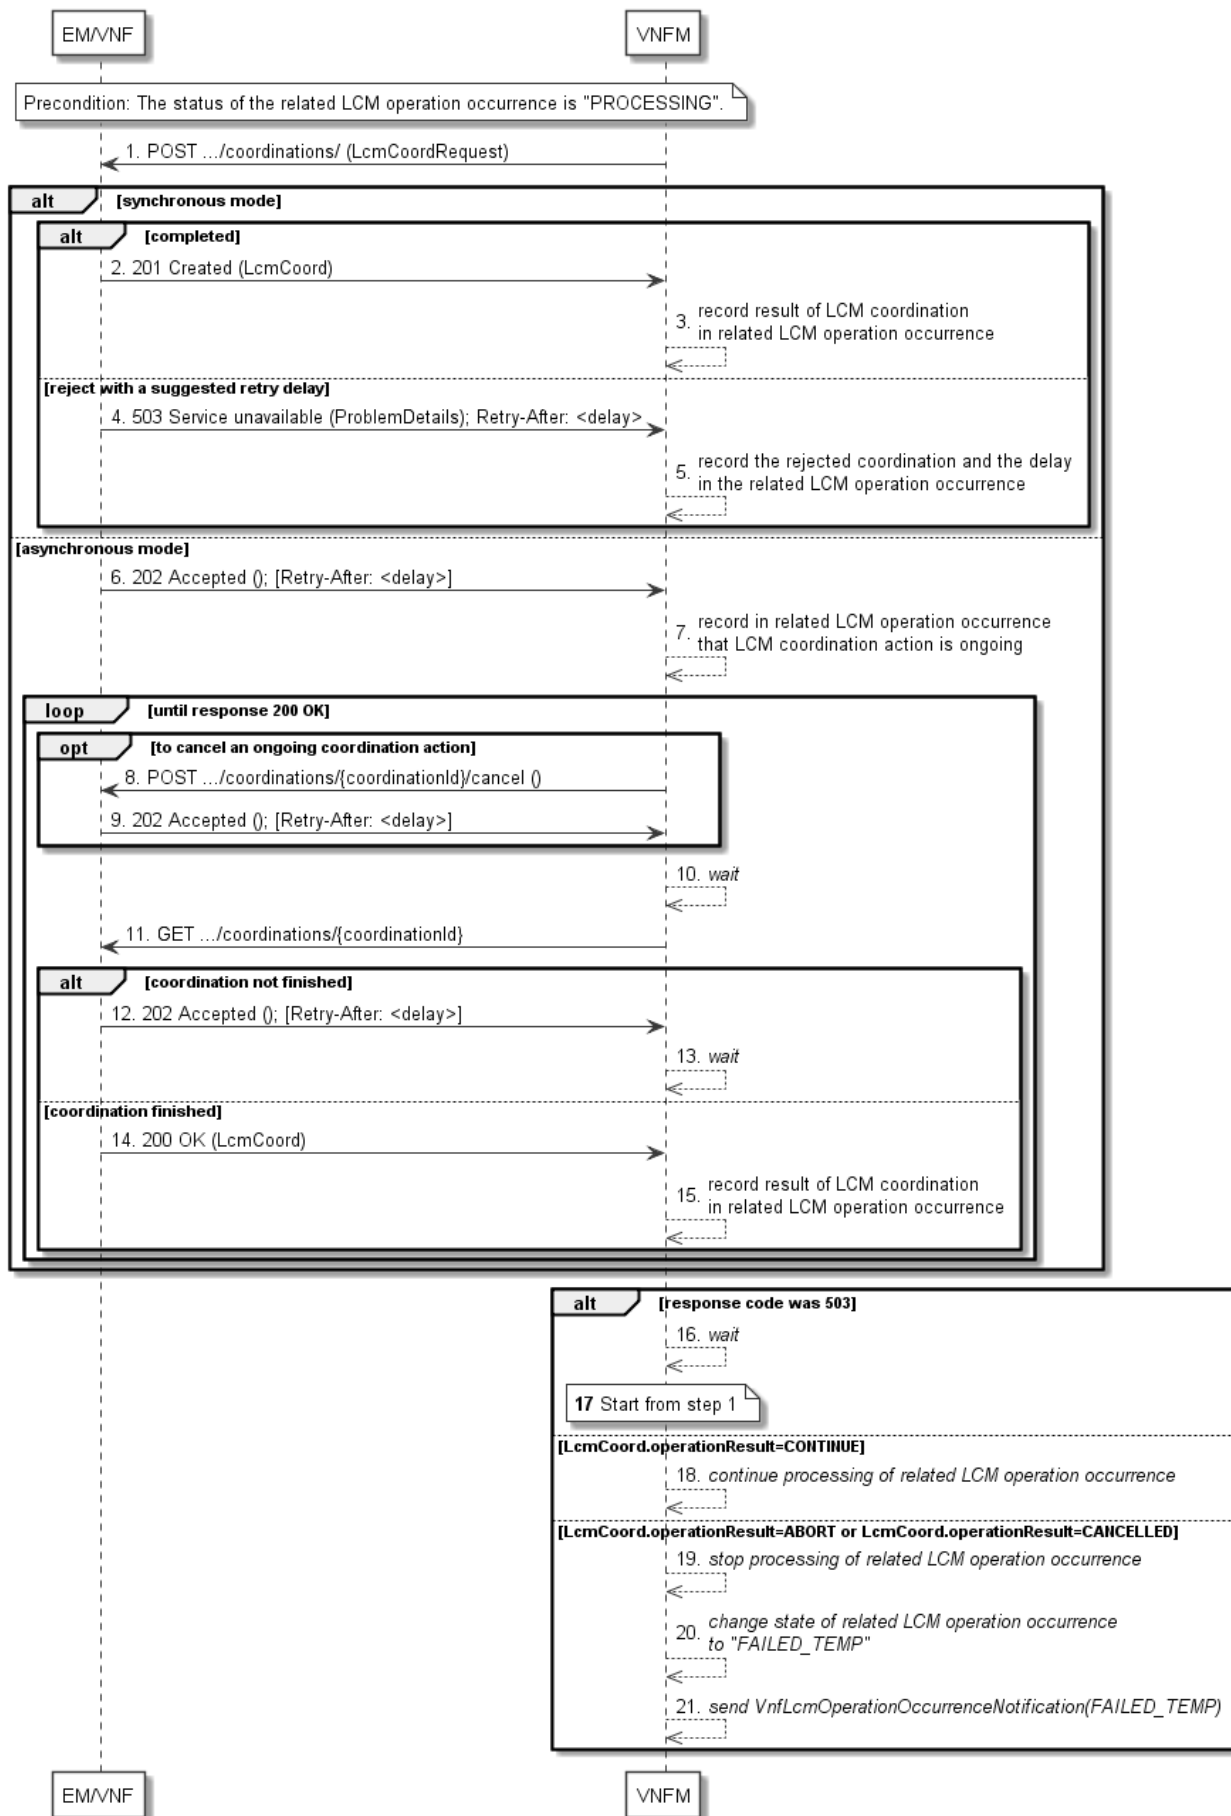 EM/VNF
VNFM
Precondition: The status of the related LCM operation occurrence is "PROCESSING".
1. POST .../coordinations/ (LcmCoordRequest)
alt
[synchronous mode]
alt
[completed]
2. 201 Created (LcmCoord)
3. record result of LCM coordination
in related LCM operation occurrence
[reject with a suggested retry delay]
4. 503 Service unavailable (ProblemDetails); Retry-After: <delay>
5. record the rejected coordination and the delay
in the related LCM operation occurrence
[asynchronous mode]
6. 202 Accepted (); [Retry-After: <delay>]
7. record in related LCM operation occurrence
that LCM coordination action is ongoing
loop
[until response 200 OK]
opt
[to cancel an ongoing coordination action]
8. POST .../coordinations/{coordinationId}/cancel ()
9. 202 Accepted (); [Retry-After: <delay>]
10. wait
11. GET .../coordinations/{coordinationId}
alt
[coordination not finished]
12. 202 Accepted (); [Retry-After: <delay>]
13. wait
[coordination finished]
14. 200 OK (LcmCoord)
15. record result of LCM coordination
in related LCM operation occurrence
alt
[response code was 503]
16. wait
17 Start from step 1
[LcmCoord.operationResult=CONTINUE]
18. continue processing of related LCM operation occurrence
[LcmCoord.operationResult=ABORT or LcmCoord.operationResult=CANCELLED]
19. stop processing of related LCM operation occurrence
20. change state of related LCM operation occurrence
to "FAILED_TEMP"
21. send VnfLcmOperationOccurrenceNotification(FAILED_TEMP)
EM/VNF
VNFM